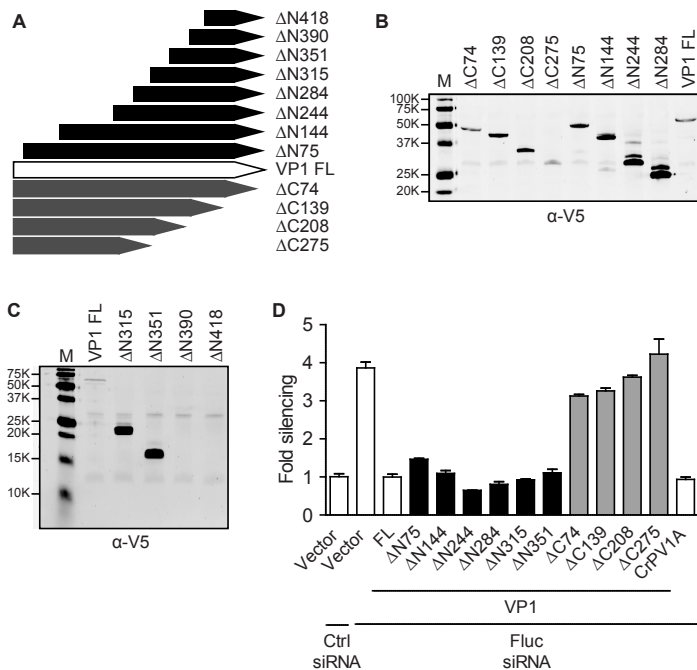 A
ΔN418
ΔN390
ΔN351
ΔN315
ΔN284
ΔN244
ΔN144
ΔN75
VP1 FL
ΔC74
ΔC139
ΔC208
ΔC275
B
M
ΔC74
ΔC139
ΔC208
ΔC275
ΔN75
ΔN144
ΔN244
ΔN284
VP1 FL
100K
75K
50K
37K
25K
20K
α-V5
C
M
VP1 FL
ΔN315
ΔN351
ΔN390
ΔN418
75K
50K
37K
25K
20K
15K
10K
α-V5
D
Fold silencing
5
4
3
2
1
0
Vector
Vector
FL
ΔN75
ΔN144
ΔN244
ΔN284
ΔN315
ΔN351
ΔC74
ΔC139
ΔC208
ΔC275
CrPV1A
VP1
Ctrl
siRNA
Fluc
siRNA